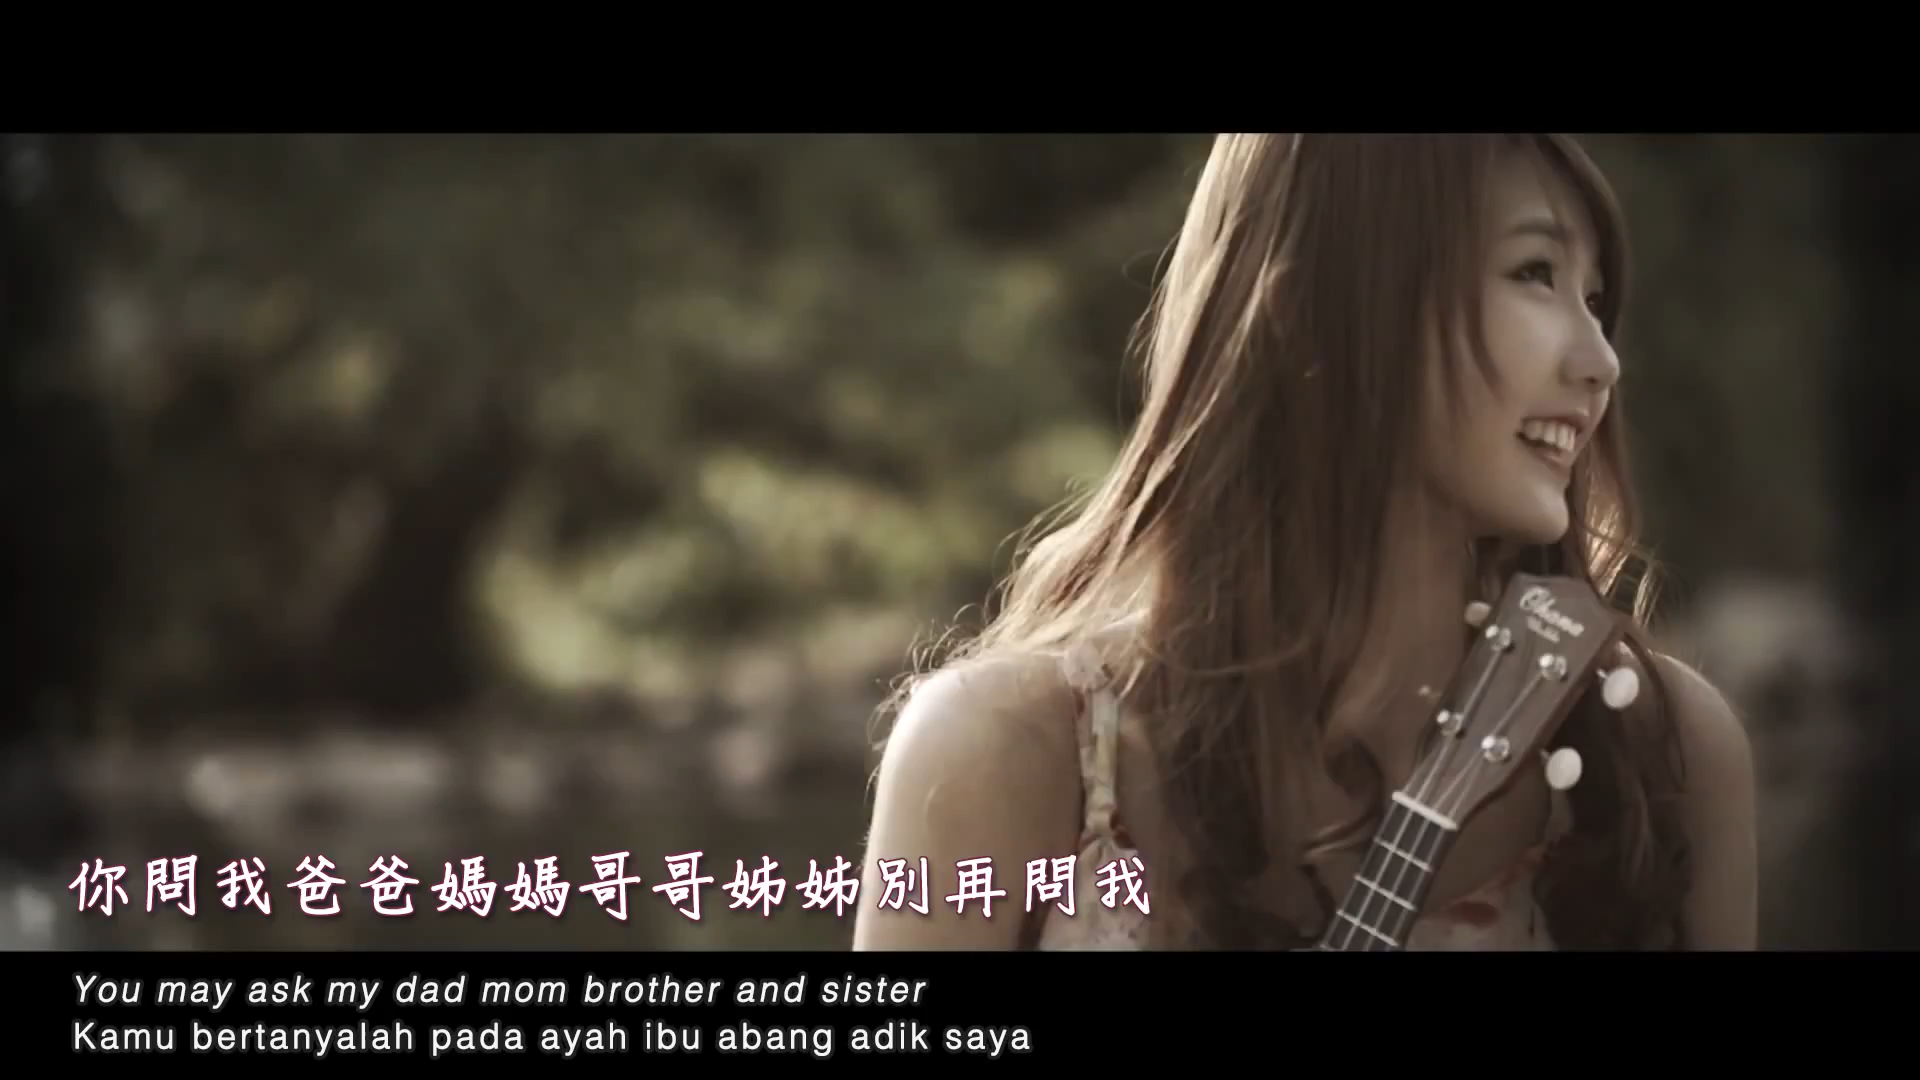 Ohana
你問我爸爸媽媽哥哥姊姊別再問我
You may ask my dad mom brother and sister
Kamu bertanyalah pada ayah ibu abang adik saya